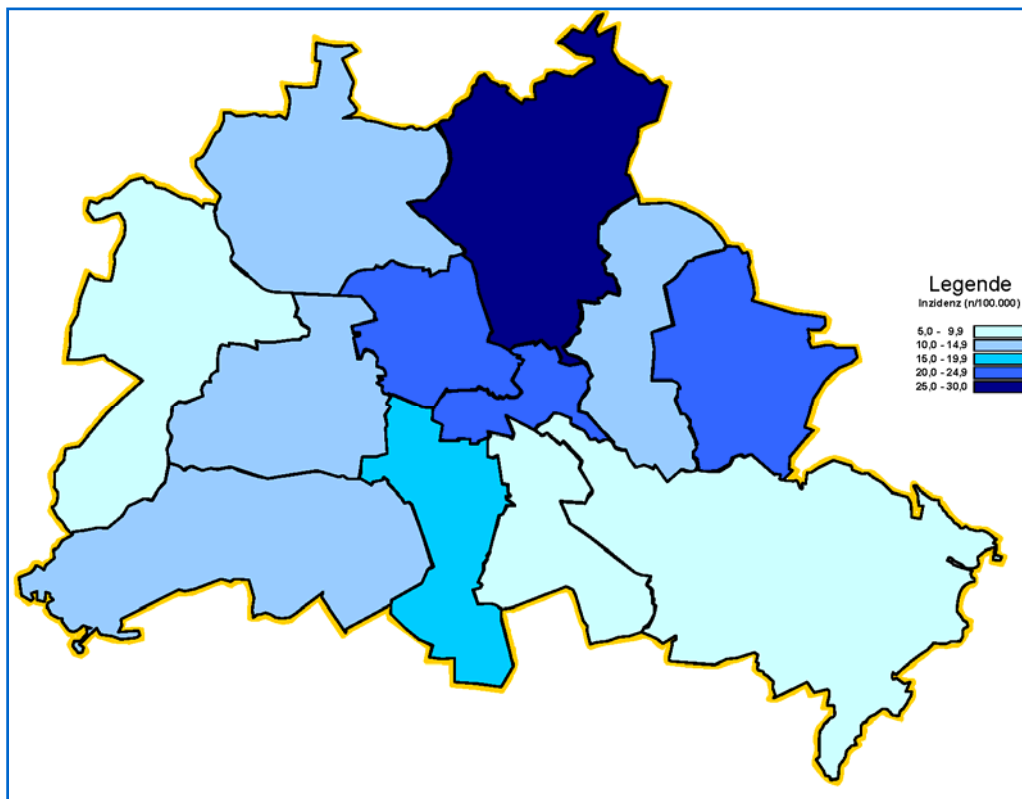 Legende
Inzidenz (n/100.000)
5,0 - 9,9
10,0 - 14,9
15,0 - 19,9
20,0 - 24,9
25,0 - 30,0